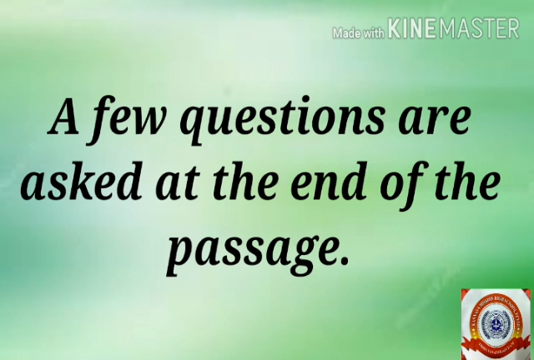 Made with KINEMASTER
A few questions are
asked at the end of the
passage.